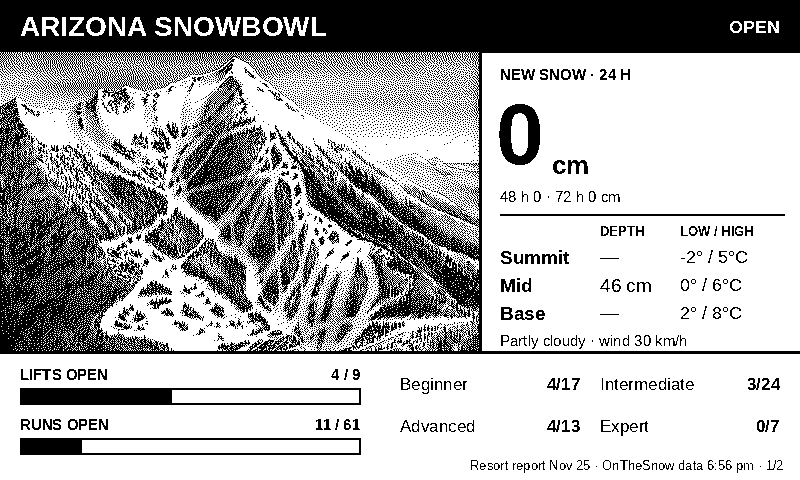 ARIZONA SNOWBOWL OPEN
NEW SNOW · 24 H
0 cm
48 h 0 · 72 h 0 cm
DEPTH LOW / HIGH
Summit — -2° / 5°C
Mid 46 cm 0° / 6°C
Base — 2° / 8°C
Partly cloudy · wind 30 km/h
LIFTS OPEN 4 / 9
RUNS OPEN 11 / 61
Beginner 4/17 Intermediate 3/24
Advanced 4/13 Expert 0/7
Resort report Nov 25 · OnTheSnow data 6:56 pm · 1/2